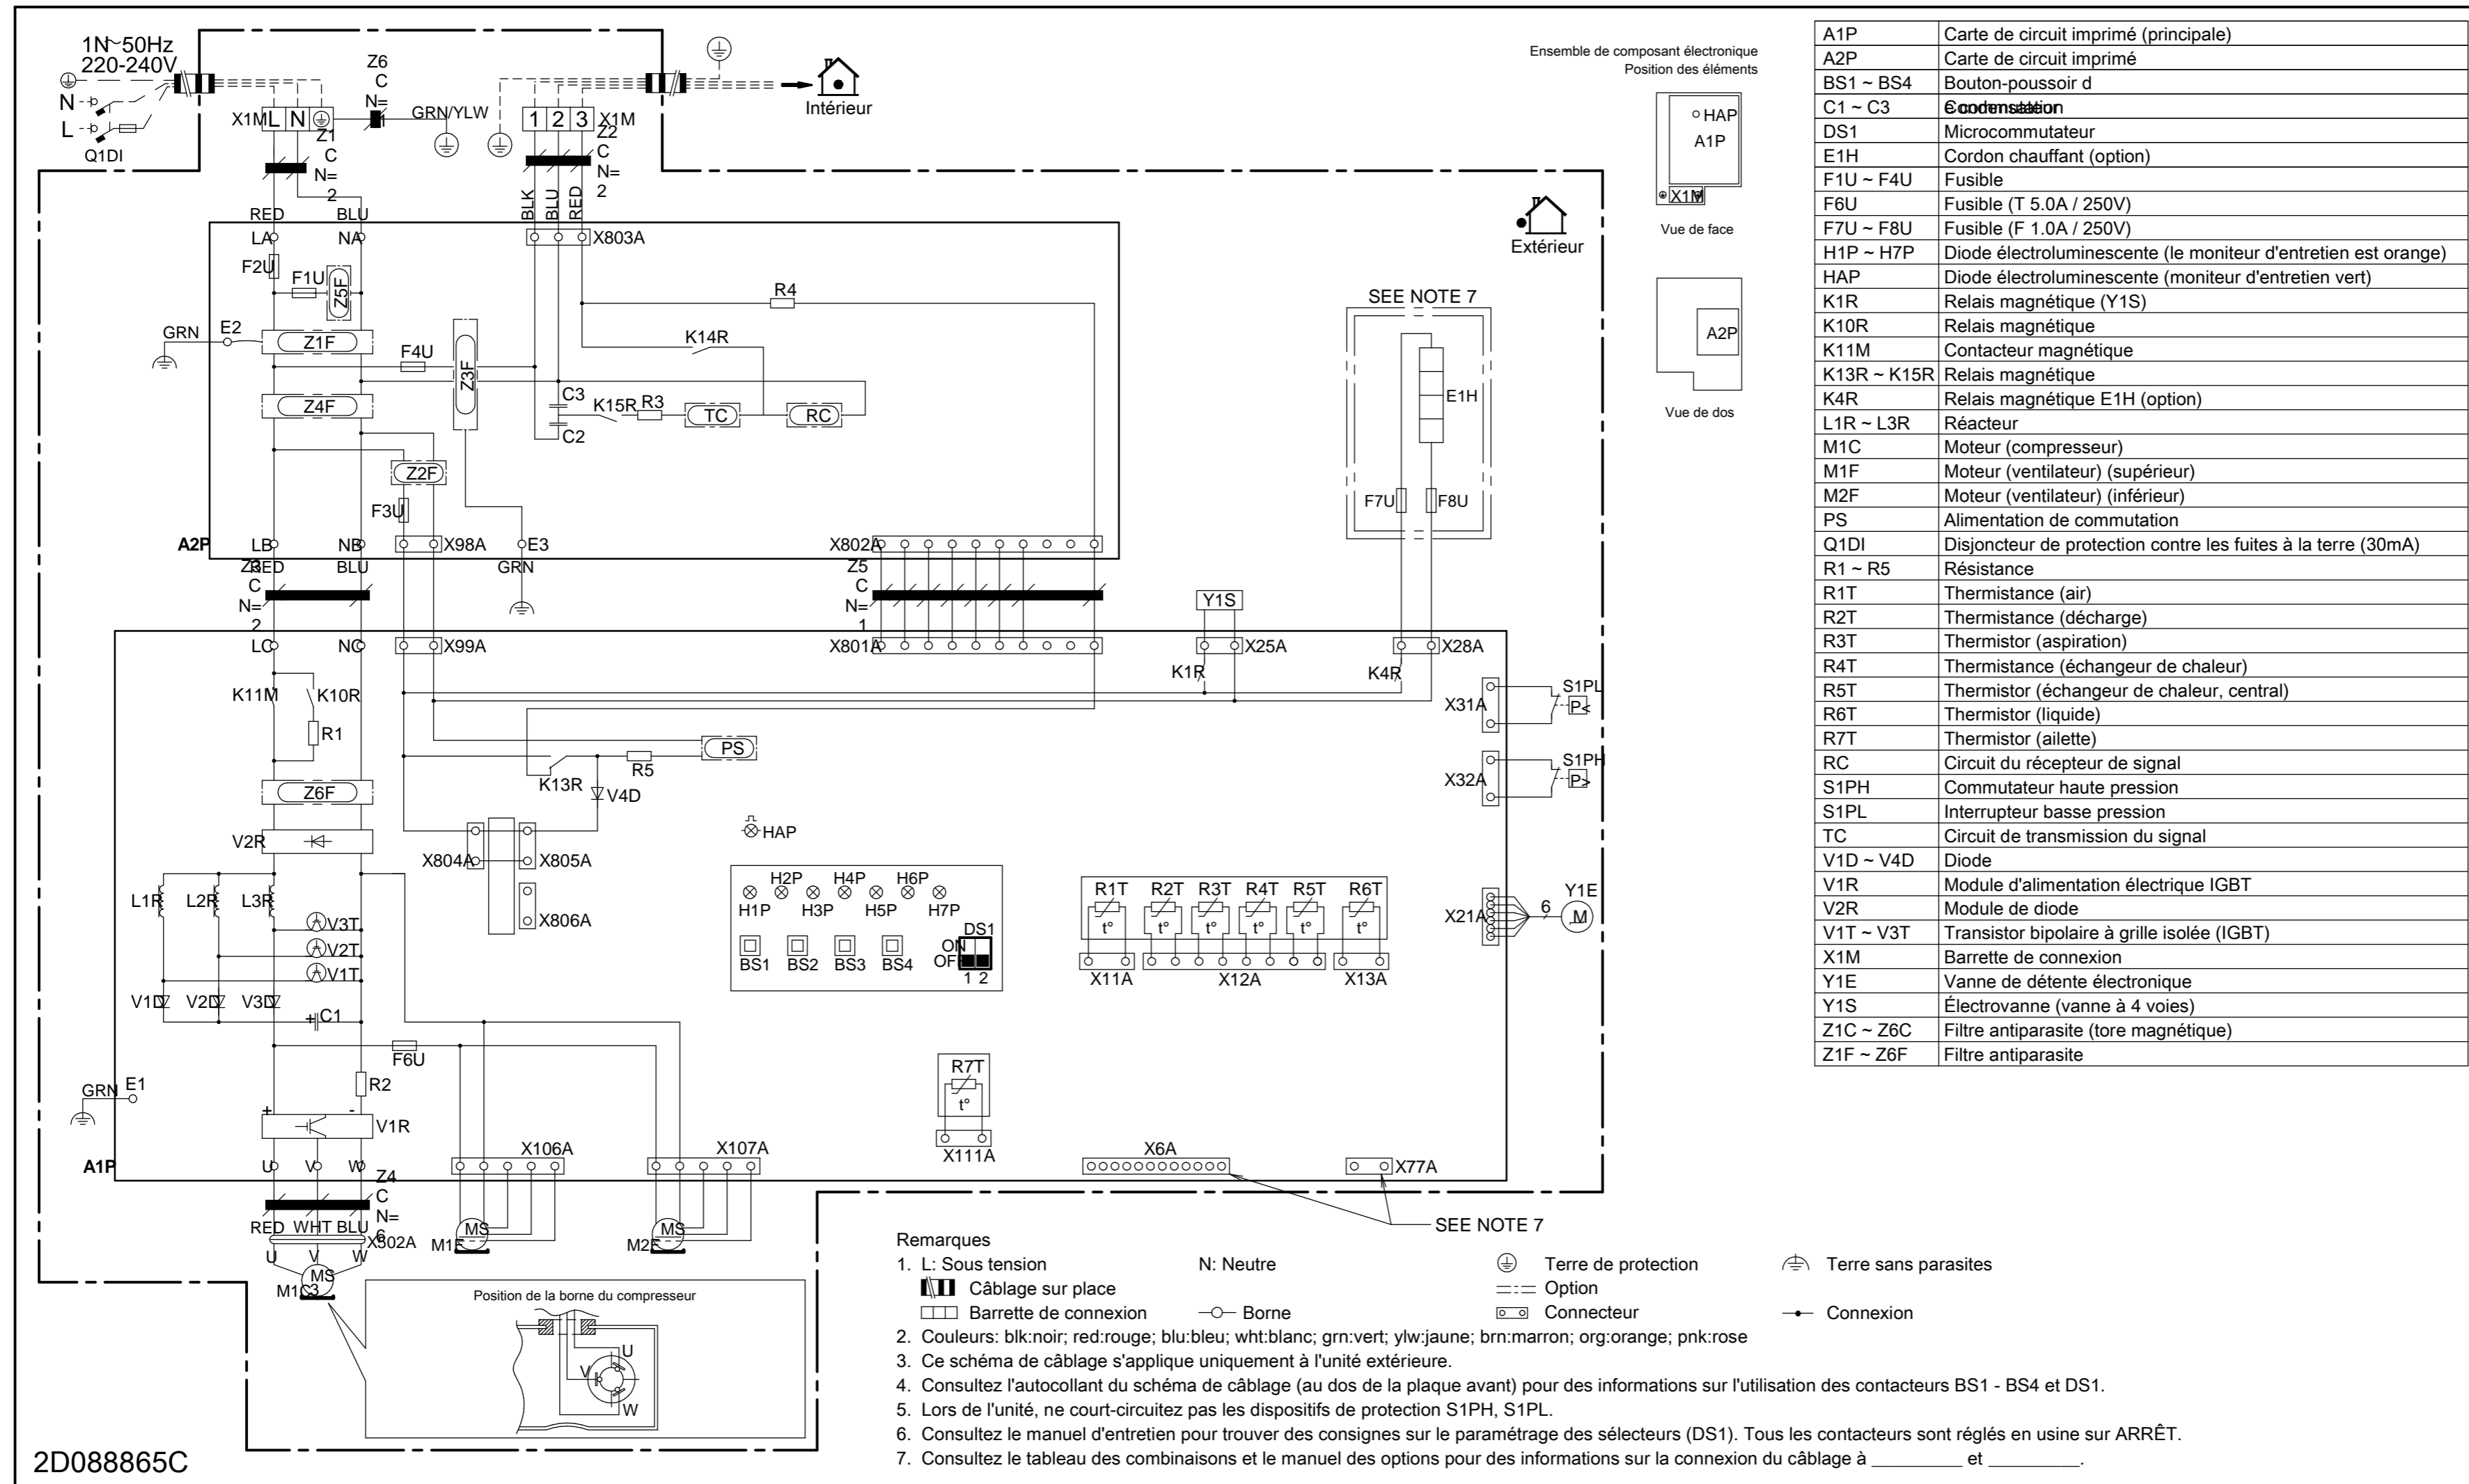 1N~50Hz
220-240V
N
L
Q1DI
X1M
L N
Z6
C
N=
GRN/YLW
Z1
C
N=
2
1 2 3
X1M
Z2
C
N=
2
Intérieur
RED
BLU
BLK
BLU
RED
LA
NA
X803A
F2U
F1U
Z5F
GRN
E2
Z1F
F4U
Z3F
Z4F
R4
K14R
C3
K15R
R3
TC
RC
C2
Z2F
F3U
A2P
LB
NB
X98A
E3
X802A
Z3
C
N=
2
RED
BLU
GRN
Z5
C
N=
1
Extérieur
SEE NOTE 7
E1H
F7U
F8U
Y1S
LC
NC
X99A
X801A
X25A
X28A
K1R
K4R
K11M
K10R
R1
X31A
S1PL
P<
X32A
S1PH
P>
PS
R5
K13R
V4D
Z6F
V2R
HAP
X804A
X805A
X806A
L1R
L2R
L3R
V3T
V2T
V1T
V1D
V2D
V3D
C1
H2P
H4P
H6P
H1P
H3P
H5P
H7P
DS1
ON
OFF
1 2
BS1
BS2
BS3
BS4
R1T
R2T
R3T
R4T
R5T
R6T
t°
t°
t°
t°
t°
t°
X11A
X12A
X13A
X21A
6
Y1E
M
F6U
R2
GRN
E1
+
-
V1R
R7T
t°
X111A
X106A
X107A
X6A
X77A
A1P
U
V
W
Z4
C
N=
6
RED
WHT
BLU
X502A
U
V
W
MS
3
M1C
MS
M1F
MS
M2F
SEE NOTE 7
Position de la borne du compresseur
U
V
W
2D088865C
Ensemble de composant électronique
Position des éléments
HAP
A1P
X1M
Vue de face
A2P
Vue de dos
A1P Carte de circuit imprimé (principale)
A2P Carte de circuit imprimé
BS1 ~ BS4 Bouton-poussoir d
C1 ~ C3
DS1 Microcommutateur
E1H Cordon chauffant (option)
F1U ~ F4U Fusible
F6U Fusible (T 5.0A / 250V)
F7U ~ F8U Fusible (F 1.0A / 250V)
H1P ~ H7P Diode électroluminescente (le moniteur d'entretien est orange)
HAP Diode électroluminescente (moniteur d'entretien vert)
K1R Relais magnétique (Y1S)
K10R Relais magnétique
K11M Contacteur magnétique
K13R ~ K15R Relais magnétique
K4R Relais magnétique E1H (option)
L1R ~ L3R Réacteur
M1C Moteur (compresseur)
M1F Moteur (ventilateur) (supérieur)
M2F Moteur (ventilateur) (inférieur)
PS Alimentation de commutation
Q1DI Disjoncteur de protection contre les fuites à la terre (30mA)
R1 ~ R5 Résistance
R1T Thermistance (air)
R2T Thermistance (décharge)
R3T Thermistor (aspiration)
R4T Thermistance (échangeur de chaleur)
R5T Thermistor (échangeur de chaleur, central)
R6T Thermistor (liquide)
R7T Thermistor (ailette)
RC Circuit du récepteur de signal
S1PH Commutateur haute pression
S1PL Interrupteur basse pression
TC Circuit de transmission du signal
V1D ~ V4D Diode
V1R Module d'alimentation électrique IGBT
V2R Module de diode
V1T ~ V3T Transistor bipolaire à grille isolée (IGBT)
X1M Barrette de connexion
Y1E Vanne de détente électronique
Y1S Électrovanne (vanne à 4 voies)
Z1C ~ Z6C Filtre antiparasite (tore magnétique)
Z1F ~ Z6F Filtre antiparasite
Remarques
1. L: Sous tension N: Neutre Terre de protection Terre sans parasites
Câblage sur place Option
Barrette de connexion Borne Connecteur Connexion
2. Couleurs: blk:noir; red:rouge; blu:bleu; wht:blanc; grn:vert; ylw:jaune; brn:marron; org:orange; pnk:rose
3. Ce schéma de câblage s'applique uniquement à l'unité extérieure.
4. Consultez l'autocollant du schéma de câblage (au dos de la plaque avant) pour des informations sur l'utilisation des contacteurs BS1 - BS4 et DS1.
5. Lors de l'unité, ne court-circuitez pas les dispositifs de protection S1PH, S1PL.
6. Consultez le manuel d'entretien pour trouver des consignes sur le paramétrage des sélecteurs (DS1). Tous les contacteurs sont réglés en usine sur ARRÊT.
7. Consultez le tableau des combinaisons et le manuel des options pour des informations sur la connexion du câblage à _________ et _________.